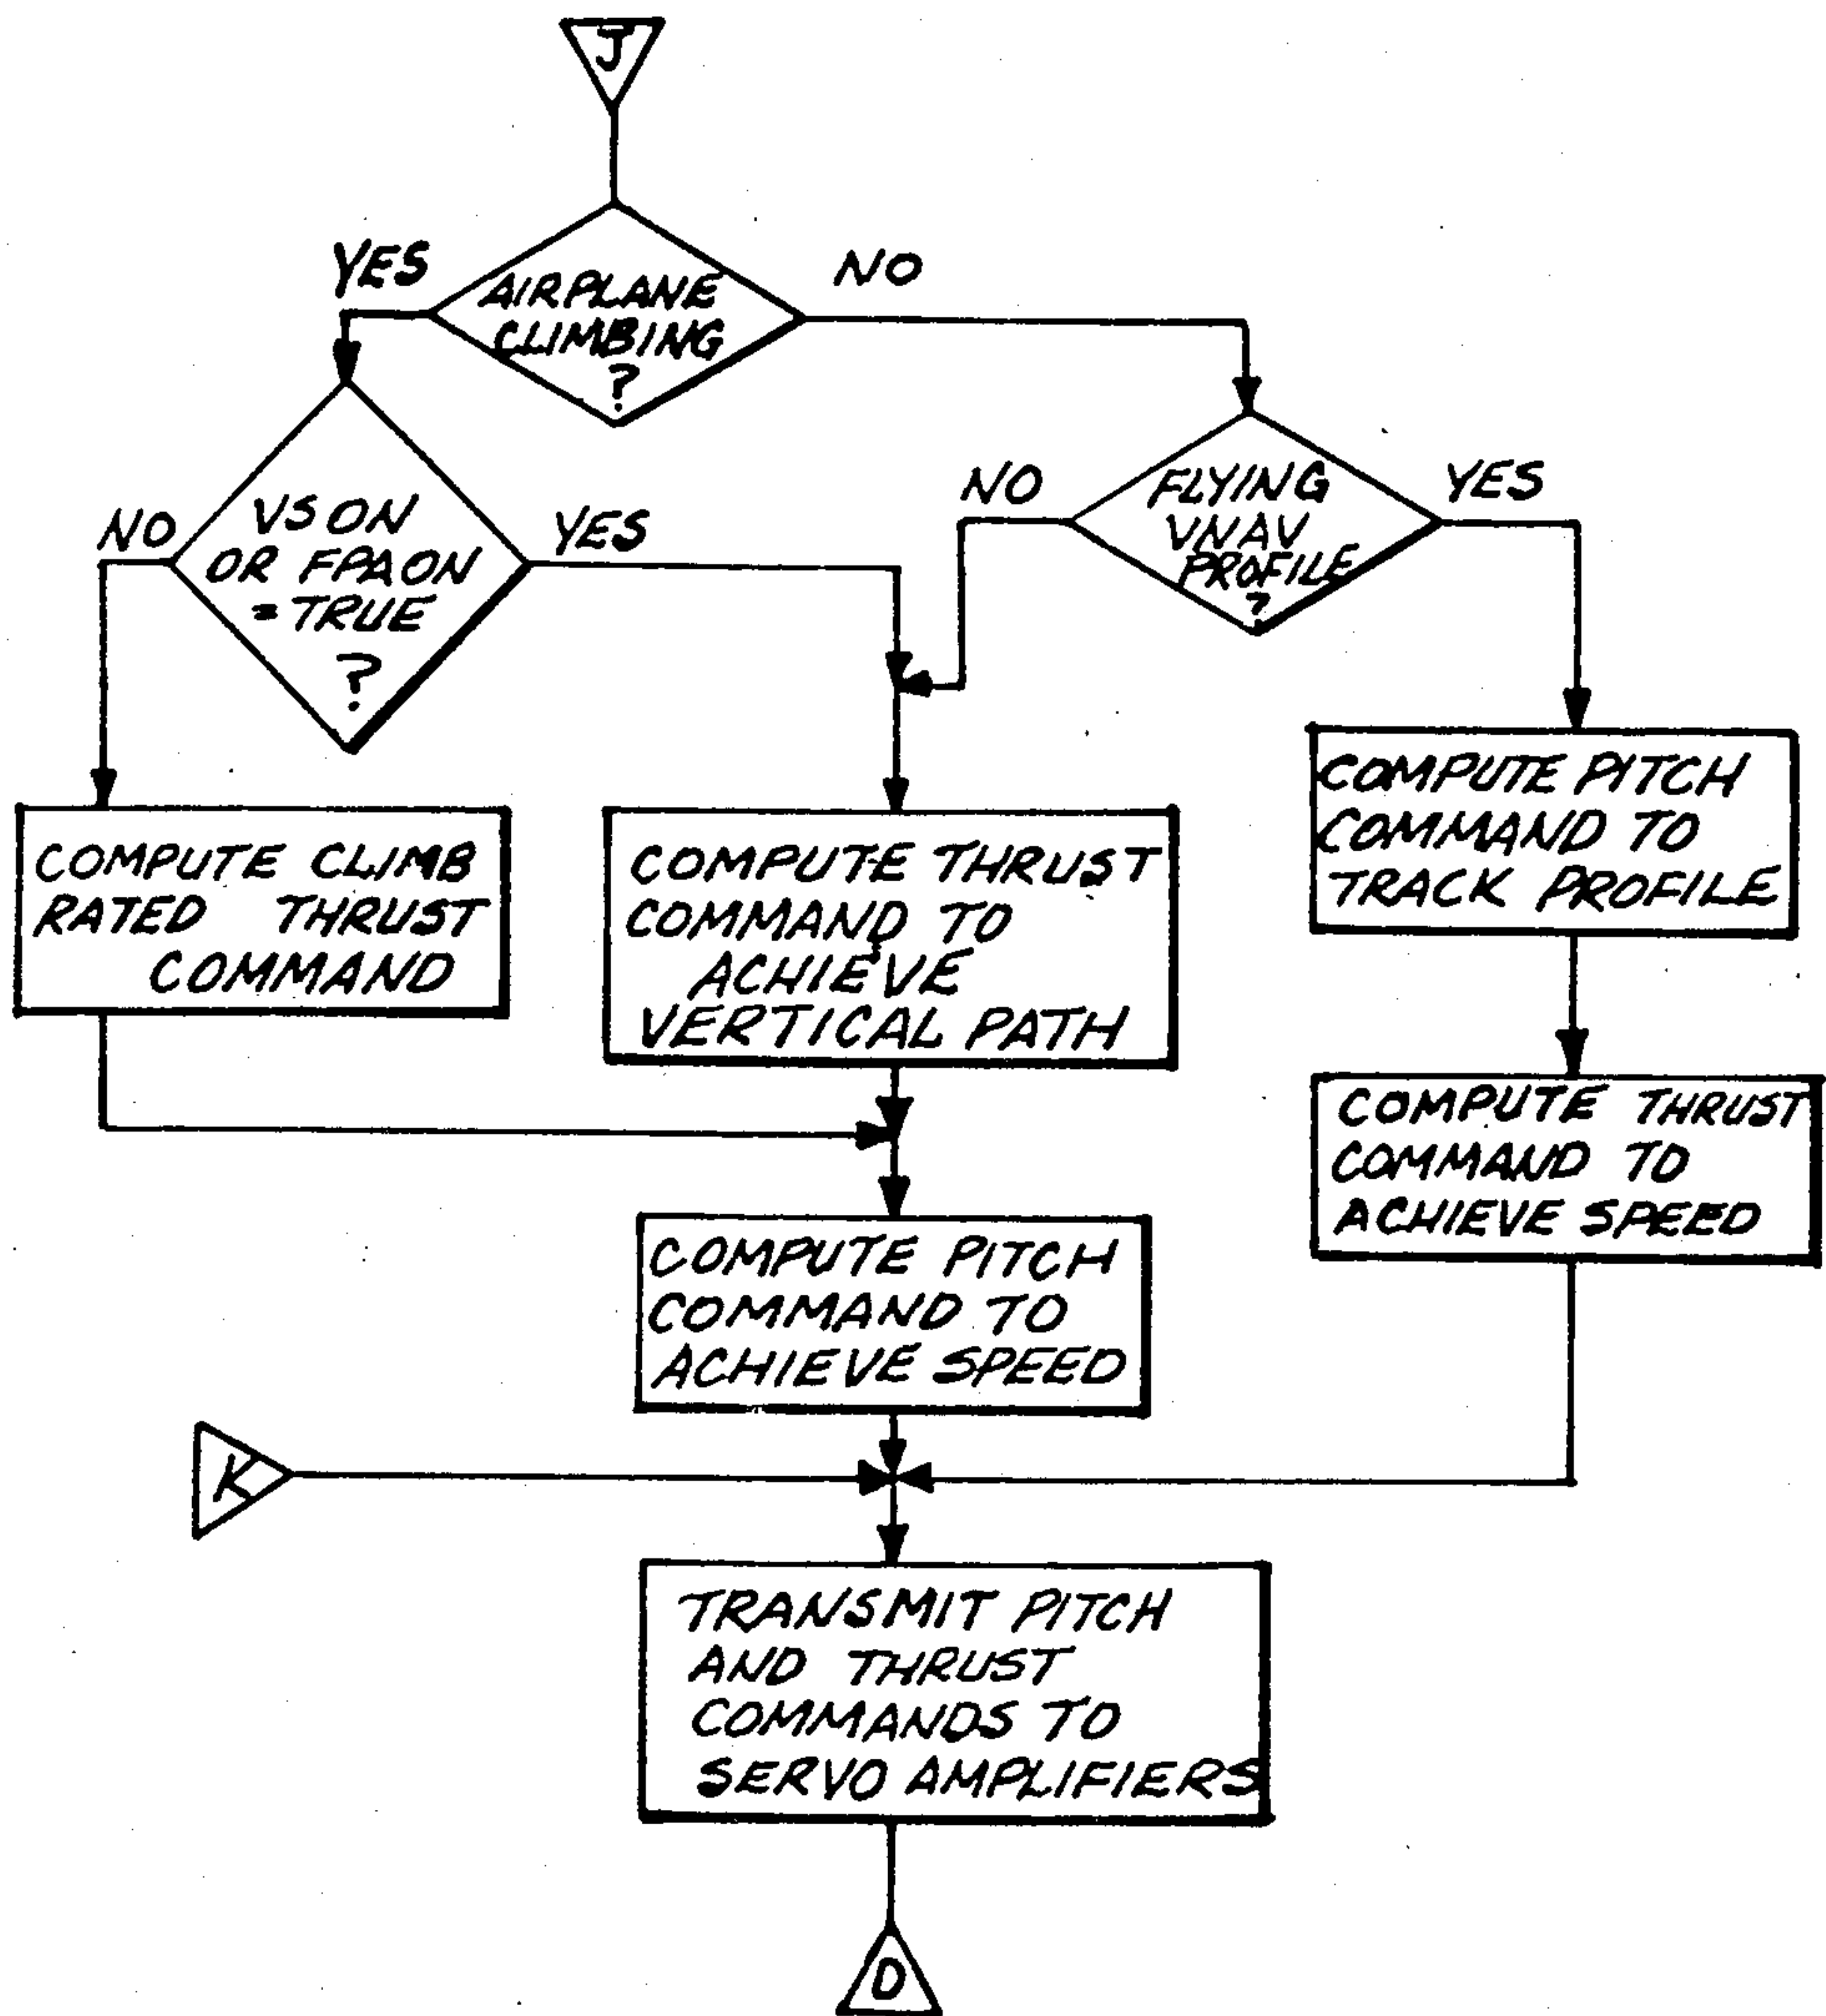 J
YES
AIRPLANE
CLIMBING
?
NO
NO
VS ON
OR FPAON
= TRUE
?
YES
NO
FLYING
VNAV
PROFILE
?
YES
COMPUTE CLIMB
RATED THRUST
COMMAND
COMPUTE THRUST
COMMAND TO
ACHIEVE
VERTICAL PATH
COMPUTE PITCH
COMMAND TO
TRACK PROFILE
COMPUTE THRUST
COMMAND TO
ACHIEVE SPEED
COMPUTE PITCH
COMMAND TO
ACHIEVE SPEED
K
TRANSMIT PITCH
AND THRUST
COMMANDS TO
SERVO AMPLIFIERS
D